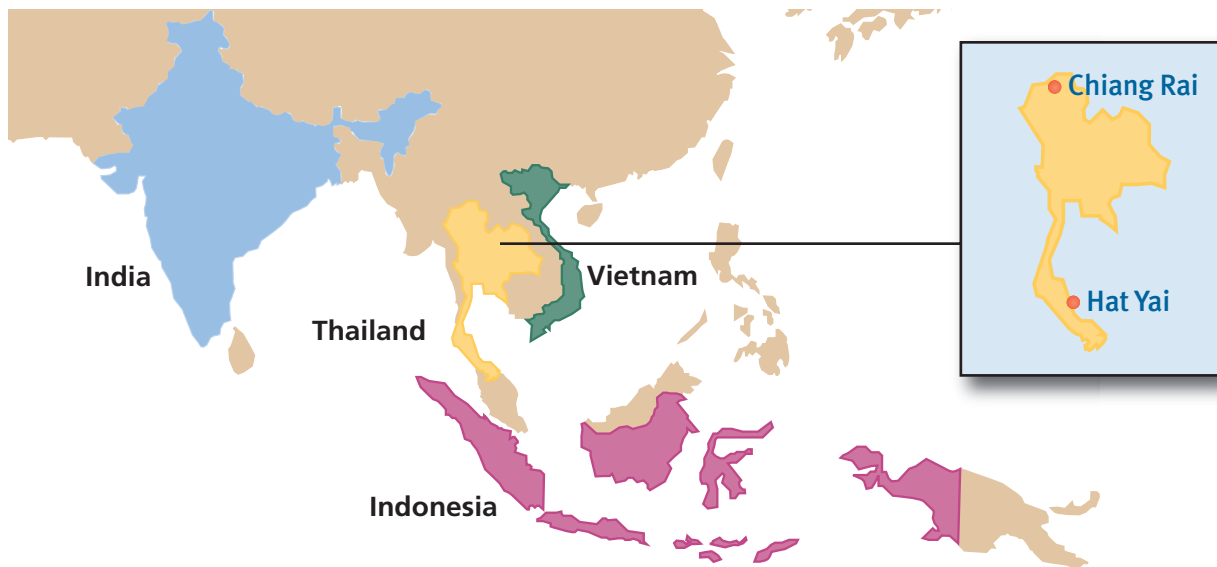 India
Thailand
Vietnam
Indonesia
Chiang Rai
Hat Yai